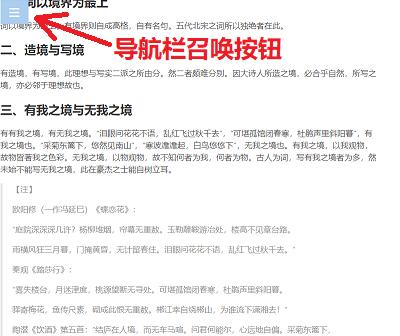 词以境界为最上
词以境界为最上。有境界则自成高格，自有名句。五代北宋之词所以独绝者在此。
导航栏召唤按钮
二、造境与写境
有造境，有写境，此理想与写实二派之所由分。然二者颇难分别。因大诗人所造之境，必合乎自然，所写之
境，亦必邻于理想故也。
三、有我之境与无我之境
有有我之境，有无我之境。“泪眼问花花不语，乱红飞过秋千去”，“可堪孤馆闭春寒，杜鹃声里斜阳暮”，有
我之境也。“采菊东篱下，悠然见南山”，“寒波澹澹起，白鸟悠悠下”，无我之境也。有我之境，以我观物，
故物皆著我之色彩。无我之境，以物观物，故不知何者为我，何者为物。古人为词，写有我之境者为多，然
未始不能写无我之境，此在豪杰之士能自树立耳。
【注】
欧阳修（一作冯延巳）《蝶恋花》：
“庭院深深深几许？杨柳堆烟，帘幕无重数。玉勒雕鞍游冶处，楼高不见章台路。
雨横风狂三月暮，门掩黄昏，无计留春住。泪眼问花花不语，乱红飞过秋千去。”
秦观《踏莎行》：
“雾失楼台，月迷津度，桃源望断无寻处。可堪孤馆闭春寒，杜鹃声里斜阳暮。
驿寄梅花，鱼传尺素，砌成此恨无重数。郴江幸自绕郴山，为谁流下潇湘去！”
陶潜《饮酒》第五首：“结庐在人境，而无车马喧。问君何能尔，心远地自偏。采菊东篱下，